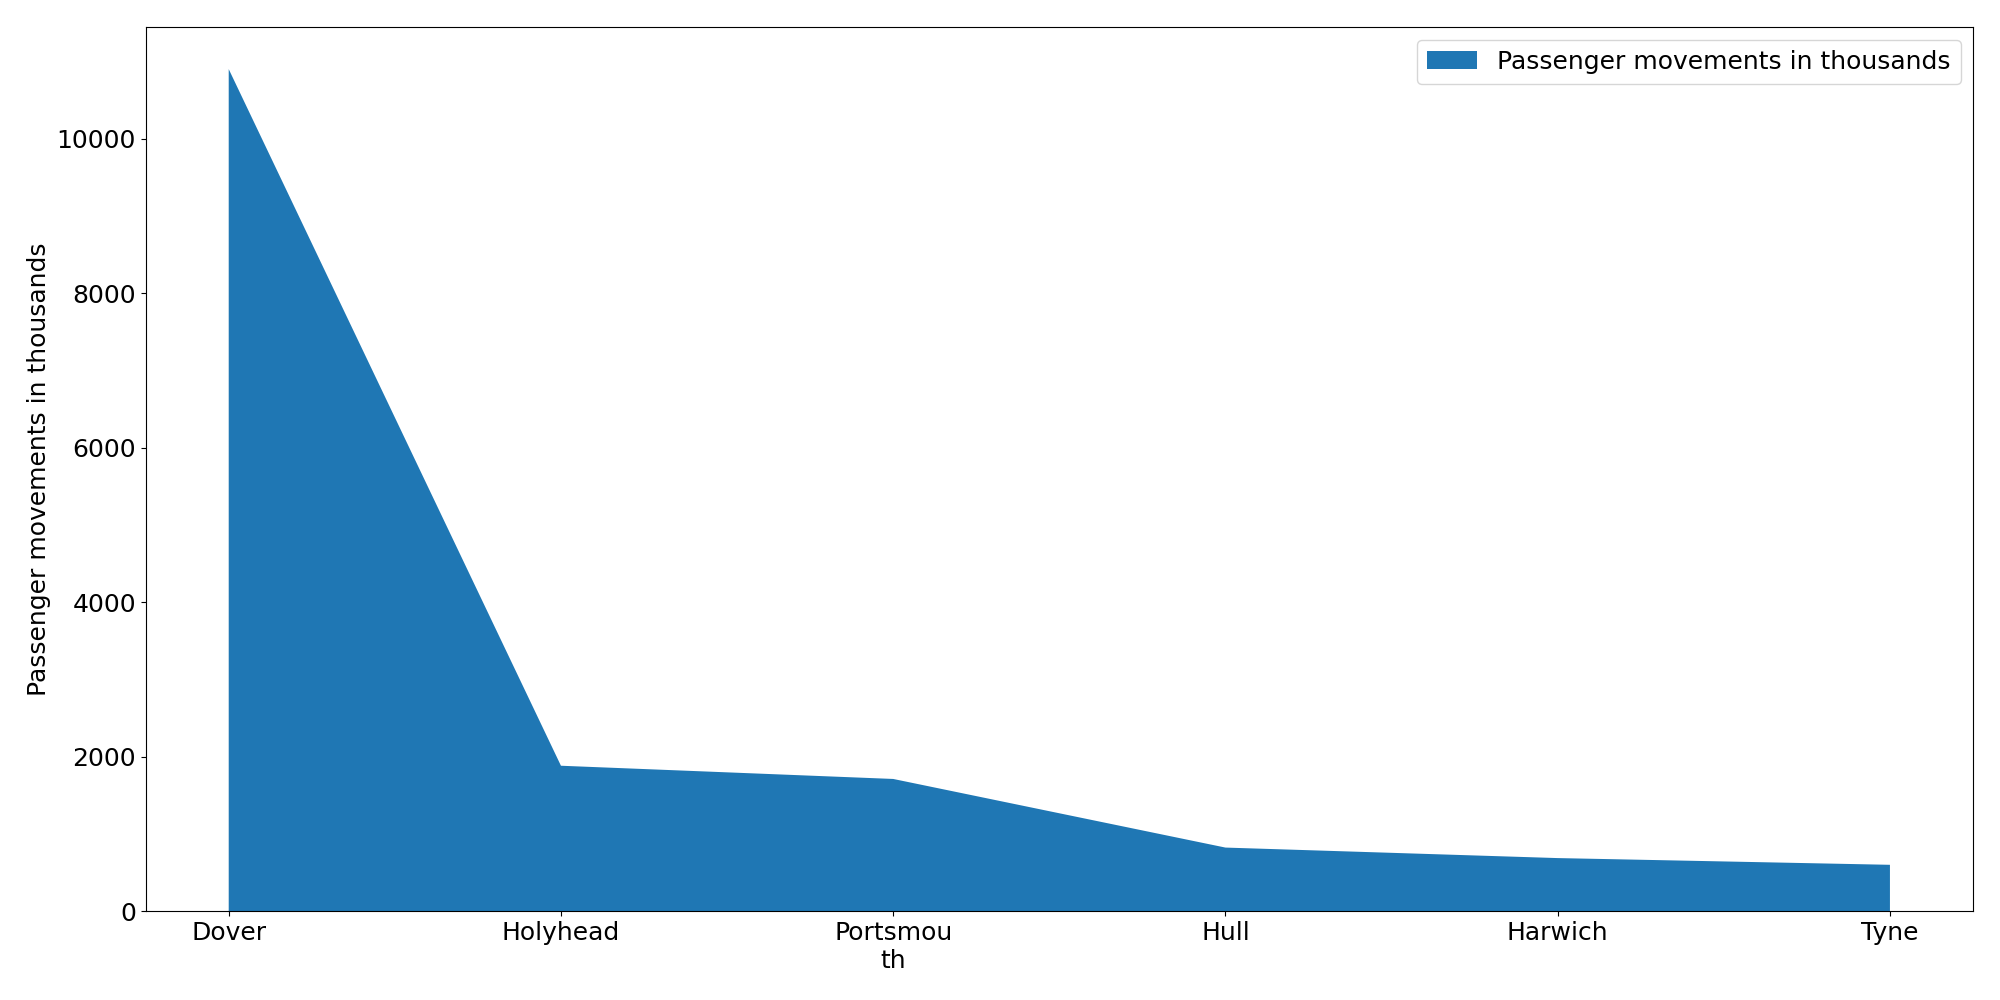 Passenger movements in thousands
Passenger movements in thousands
10000
8000
6000
4000
2000
0
Dover Holyhead Portsmou Hull Harwich Tyne
th